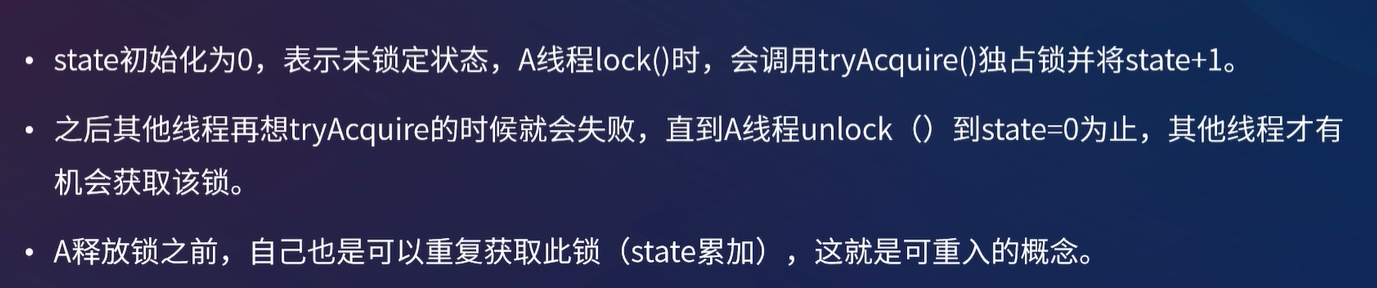 • state初始化为0，表示未锁定状态，A线程lock()时，会调用tryAcquire()独占锁并将state+1。
• 之后其他线程再想tryAcquire的时候就会失败，直到A线程unlock（）到state=0为止，其他线程才有
机会获取该锁。
• A释放锁之前，自己也是可以重复获取此锁（state累加），这就是可重入的概念。